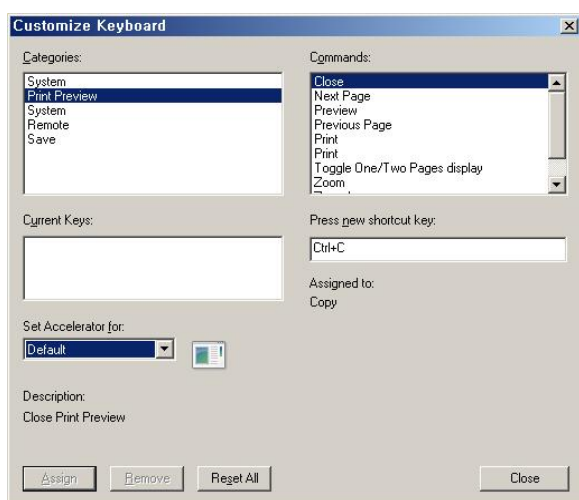 Customize Keyboard
Categories:
System
Print Preview
System
Remote
Save
Commands:
Close
Next Page
Preview
Previous Page
Print
Print
Toggle One/Two Pages display
Zoom
Current Keys:
Press new shortcut key:
Ctrl+C
Assigned to:
Copy
Set Accelerator for:
Default
Description:
Close Print Preview
Assign
Remove
Reset All
Close